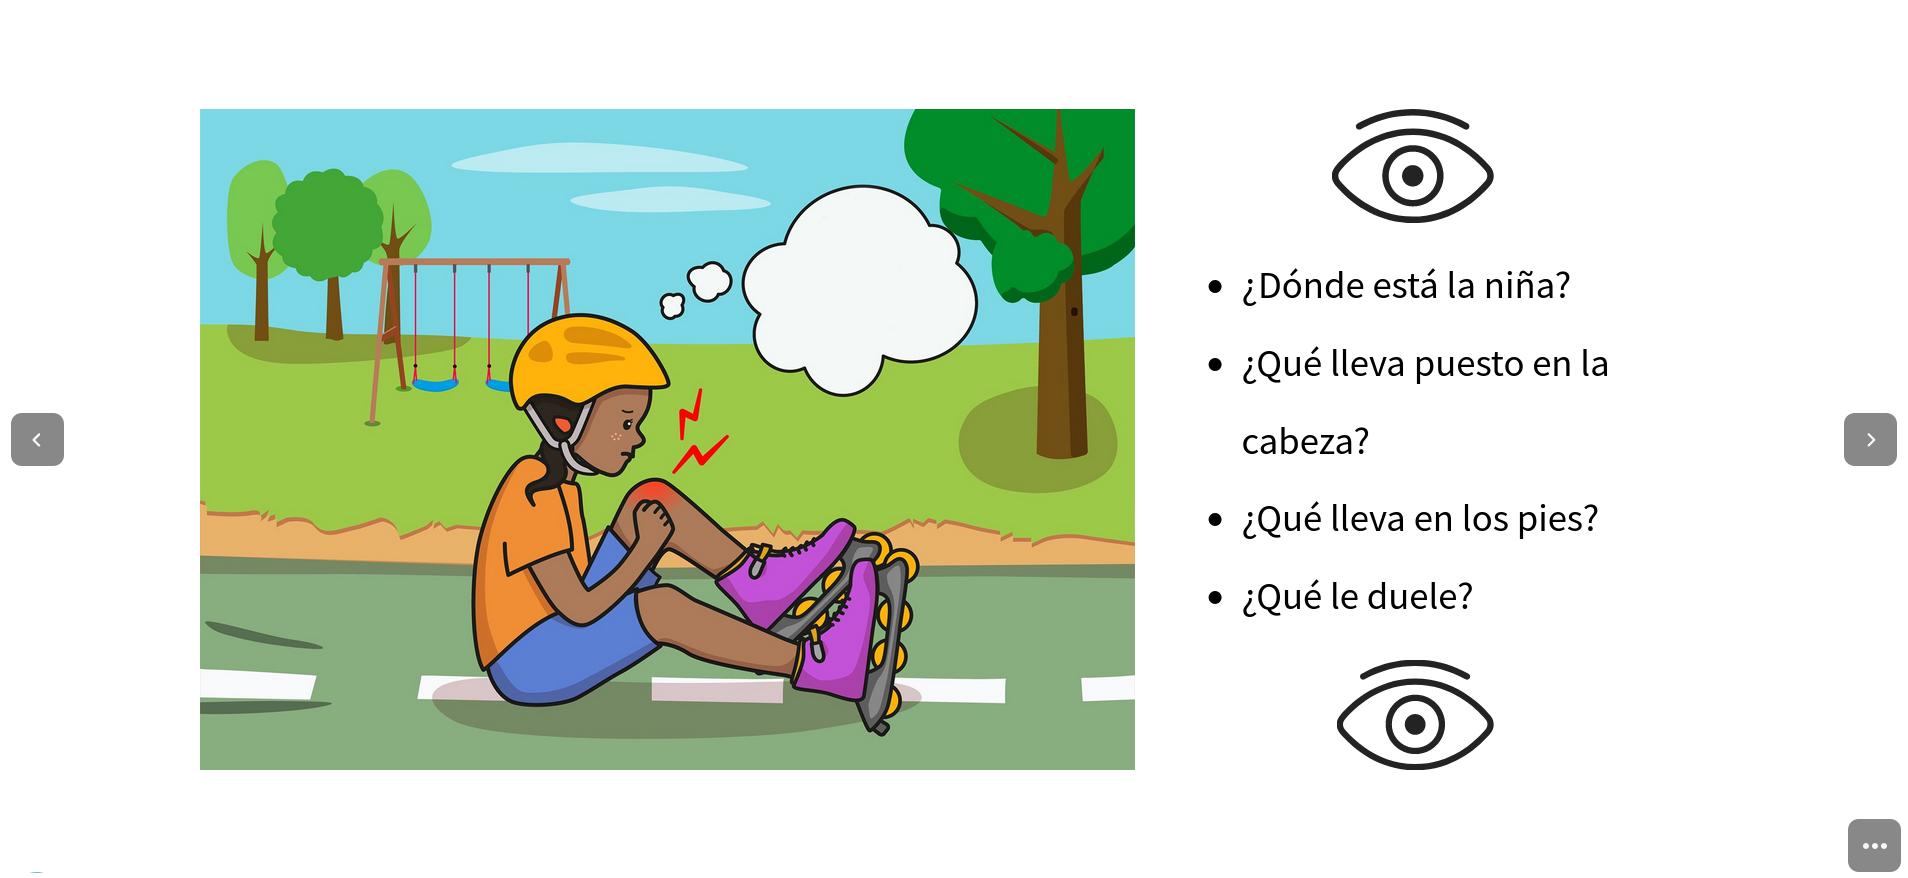 ¿Dónde está la niña?
¿Qué lleva puesto en la
cabeza?
¿Qué lleva en los pies?
¿Qué le duele?